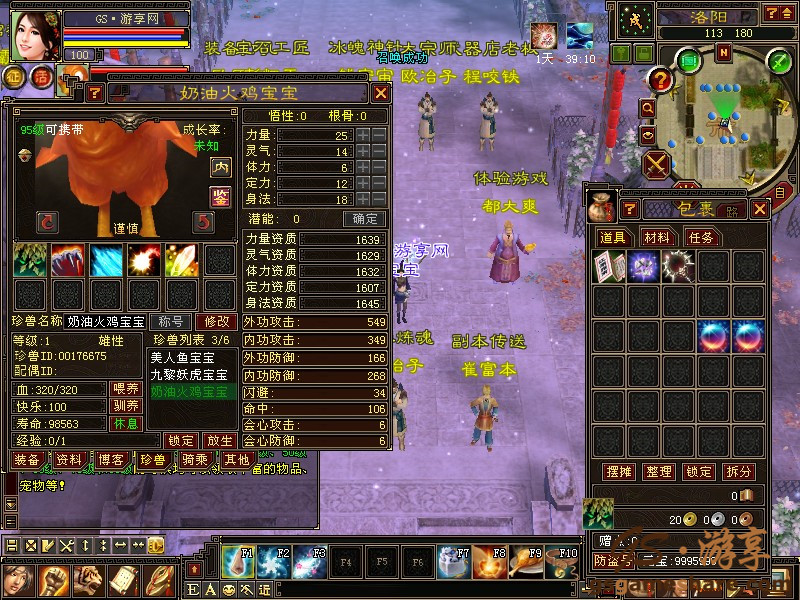 GS·游享网
100
洛阳
113 180
装备宝石工匠
召唤成功
1天
39:10
欧冶子 程咬铁
体验游戏
都大爽
游享网
副本传送
崔富本
奶油火鸡宝宝
95级可携带
成长率:
未知
内
鉴
谨慎
悟性:0 根骨:0
力量: 25
灵气: 14
体力: 6
定力: 12
身法: 18
潜能: 0 确定
力量资质 1639
灵气资质 1629
体力资质 1632
定力资质 1607
身法资质 1645
外功攻击: 549
内功攻击: 349
外功防御: 166
内功防御: 268
闪避: 34
命中: 106
会心攻击: 6
会心防御: 6
珍兽名称 奶油火鸡宝宝 称号 修改
等级:1 雄性
珍兽ID:00176675
配偶ID:
珍兽列表 3/6
美人鱼宝宝
九黎妖虎宝宝
奶油火鸡宝宝
血:320/320 喂养
快乐:100 驯养
寿命:98563 休息
经验:0/1 锁定 放生
装备 资料 博客 珍兽 骑乘 其他
宠物等!
包裹
道具 材料 任务
摆摊 整理 锁定 拆分
0
20 0 0
F1 F2 F3 F4 F5 F6 F7 F8 F9 F10
E A 近